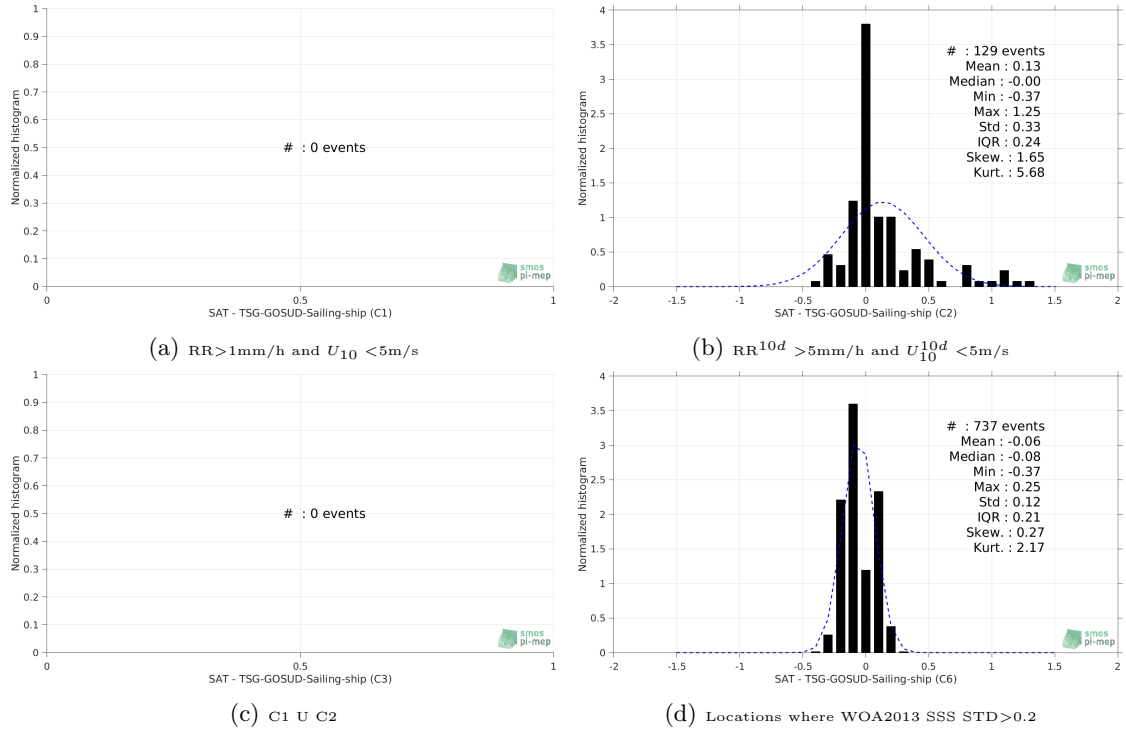 1
0.9
0.8
0.7
0.6
0.5
0.4
0.3
0.2
0.1
0
Normalized histogram
# : 0 events
smos
pi-mep
0 0.5 1
SAT - TSG-GOSUD-Sailing-ship (C1)
(a) RR>1mm/h and U10 <5m/s
4
3.5
3
2.5
2
1.5
1
0.5
0
Normalized histogram
# : 129 events
Mean : 0.13
Median : -0.00
Min : -0.37
Max : 1.25
Std : 0.33
IQR : 0.24
Skew. : 1.65
Kurt. : 5.68
smos
pi-mep
-2 -1.5 -1 -0.5 0 0.5 1 1.5 2
SAT - TSG-GOSUD-Sailing-ship (C2)
(b) RR10d >5mm/h and U10d10 <5m/s
1
0.9
0.8
0.7
0.6
0.5
0.4
0.3
0.2
0.1
0
Normalized histogram
# : 0 events
smos
pi-mep
0 0.5 1
SAT - TSG-GOSUD-Sailing-ship (C3)
(c) C1 U C2
4
3.5
3
2.5
2
1.5
1
0.5
0
Normalized histogram
# : 737 events
Mean : -0.06
Median : -0.08
Min : -0.37
Max : 0.25
Std : 0.12
IQR : 0.21
Skew. : 0.27
Kurt. : 2.17
smos
pi-mep
-2 -1.5 -1 -0.5 0 0.5 1 1.5 2
SAT - TSG-GOSUD-Sailing-ship (C6)
(d) Locations where WOA2013 SSS STD>0.2